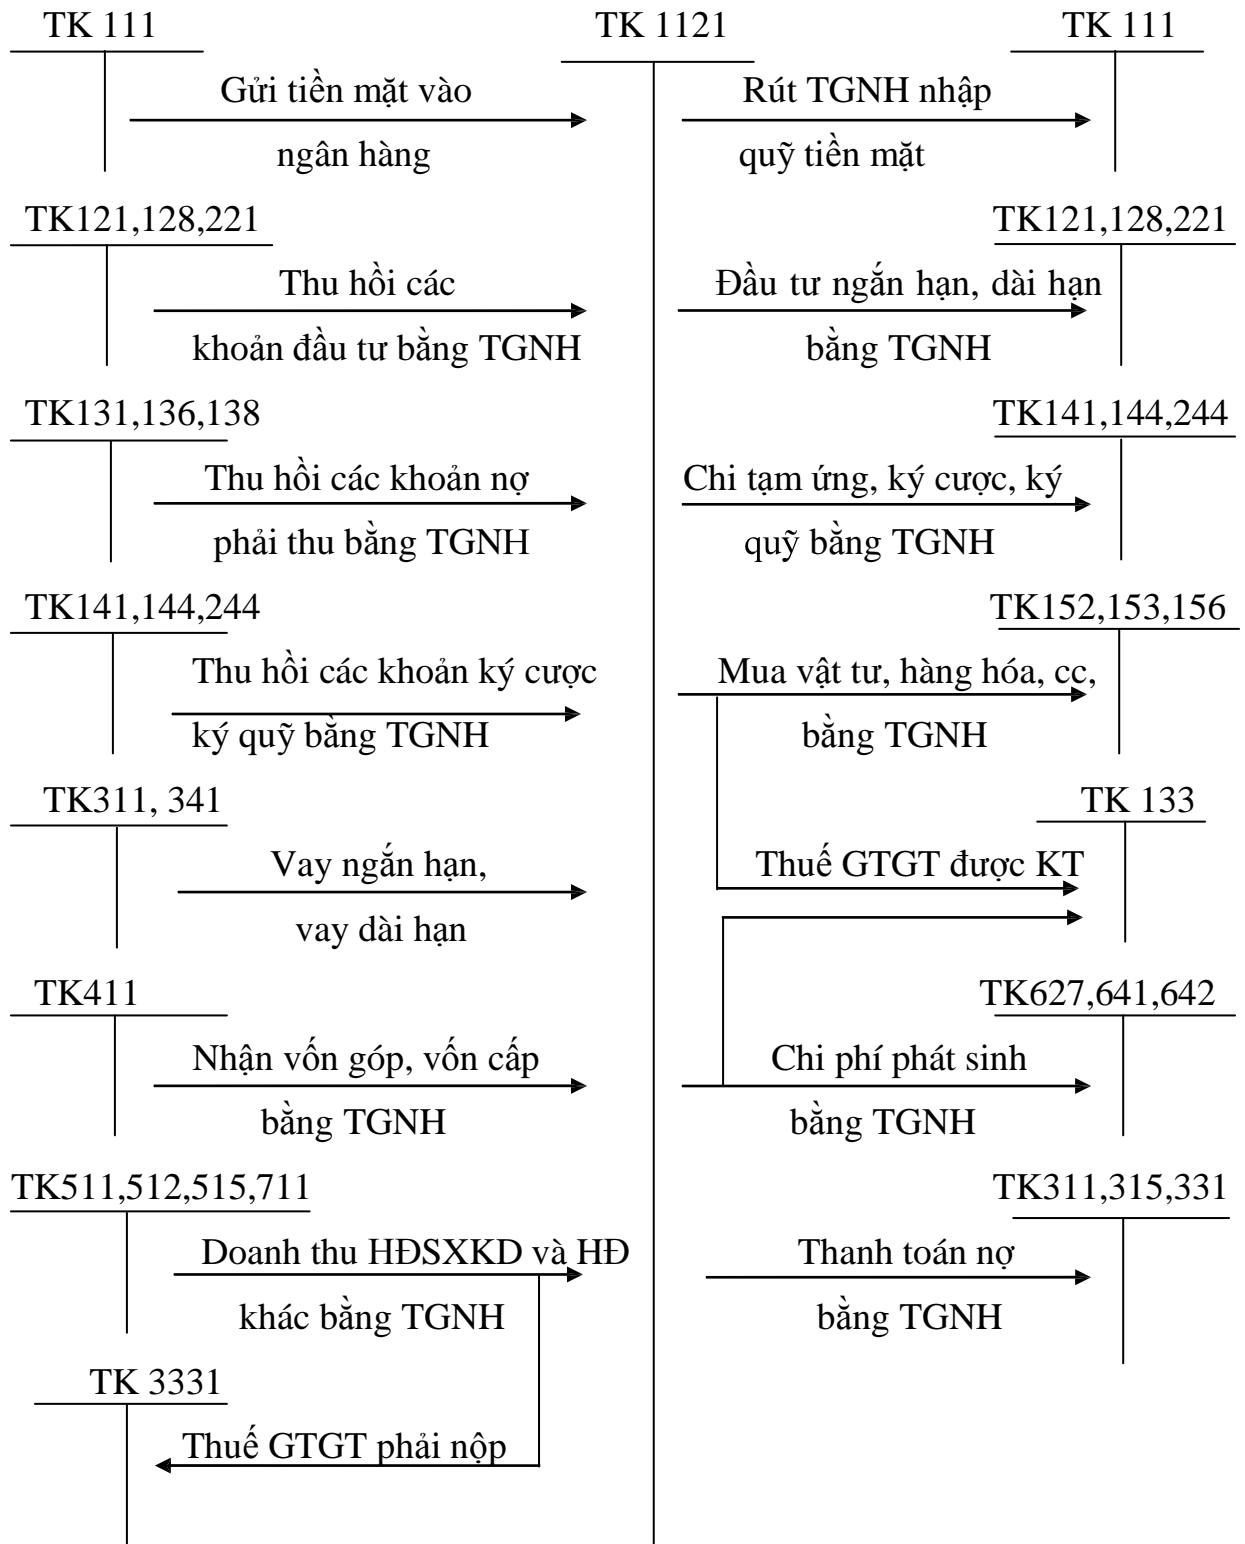 TK 111
TK 1121
TK 111
Gửi tiền mặt vào
ngân hàng
Rút TGNH nhập
quỹ tiền mặt
TK121,128,221
TK121,128,221
Thu hồi các
khoản đầu tư bằng TGNH
Đầu tư ngắn hạn, dài hạn
bằng TGNH
TK131,136,138
TK141,144,244
Thu hồi các khoản nợ
phải thu bằng TGNH
Chi tạm ứng, ký cược, ký
quỹ bằng TGNH
TK141,144,244
TK152,153,156
Thu hồi các khoản ký cược
ký quỹ bằng TGNH
Mua vật tư, hàng hóa, cc,
bằng TGNH
TK311, 341
TK 133
Vay ngắn hạn,
vay dài hạn
Thuế GTGT được KT
TK411
TK627,641,642
Nhận vốn góp, vốn cấp
bằng TGNH
Chi phí phát sinh
bằng TGNH
TK511,512,515,711
TK311,315,331
Doanh thu HĐSXKD và HĐ
khác bằng TGNH
Thanh toán nợ
bằng TGNH
TK 3331
Thuế GTGT phải nộp